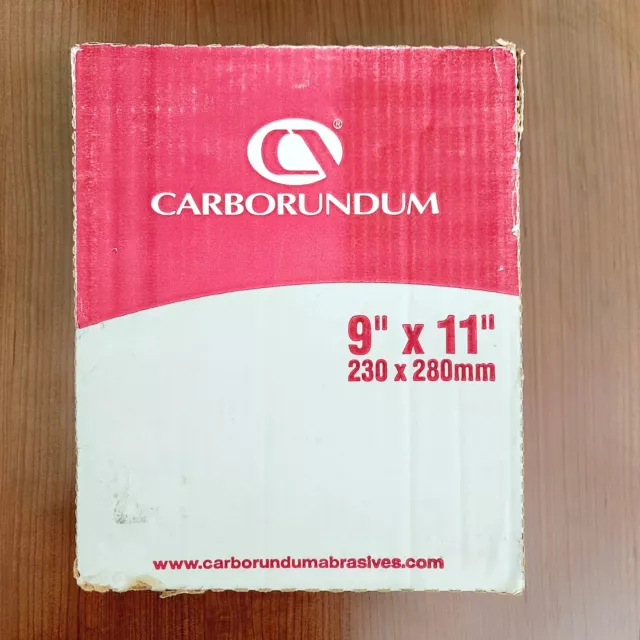 ®
CARBORUNDUM
9" x 11"
230 x 280mm
www.carborundumabrasives.com